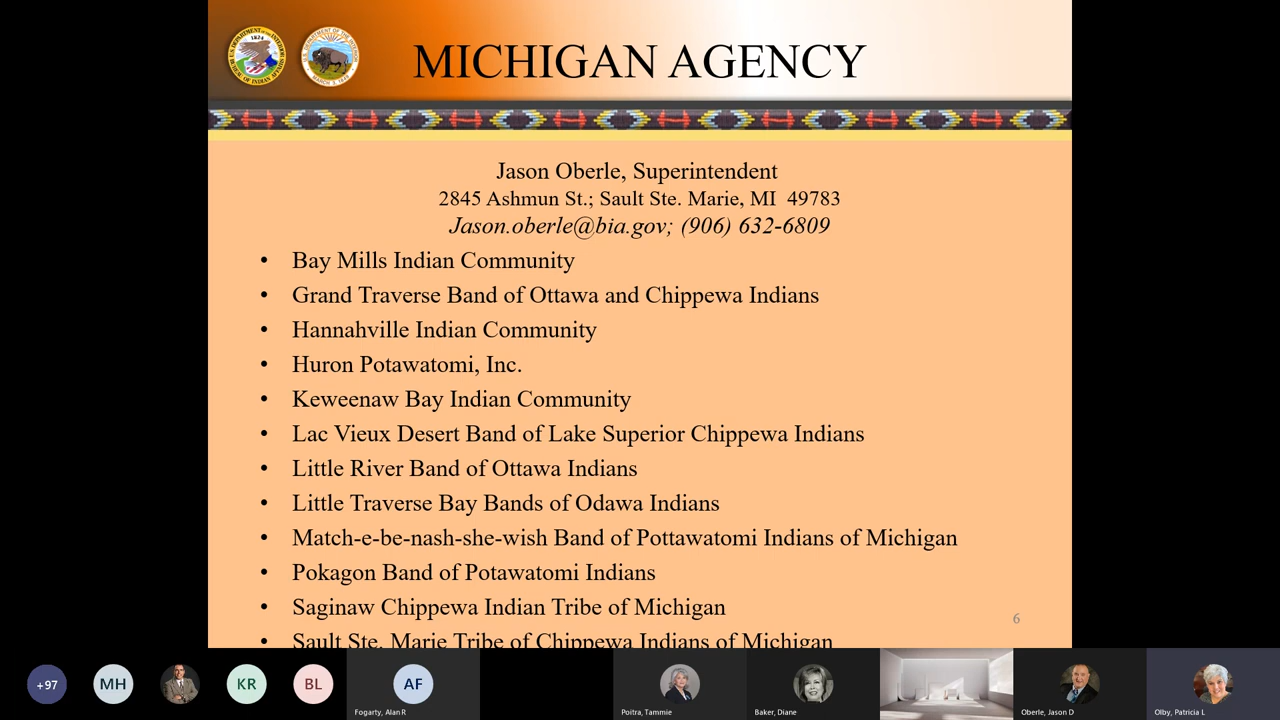 MICHIGAN AGENCY
Jason Oberle, Superintendent
2845 Ashmun St.; Sault Ste. Marie, MI 49783
Jason.oberle@bia.gov; (906) 632-6809
• Bay Mills Indian Community
• Grand Traverse Band of Ottawa and Chippewa Indians
• Hannahville Indian Community
• Huron Potawatomi, Inc.
• Keweenaw Bay Indian Community
• Lac Vieux Desert Band of Lake Superior Chippewa Indians
• Little River Band of Ottawa Indians
• Little Traverse Bay Bands of Odawa Indians
• Match-e-be-nash-she-wish Band of Pottawatomi Indians of Michigan
• Pokagon Band of Potawatomi Indians
• Saginaw Chippewa Indian Tribe of Michigan
6
• Sault Ste. Marie Tribe of Chippewa Indians of Michigan
+97
MH
KR
BL
AF
Fogarty, Alan R
Poitra, Tammie
Baker, Diane
Oberle, Jason D
Olby, Patricia L